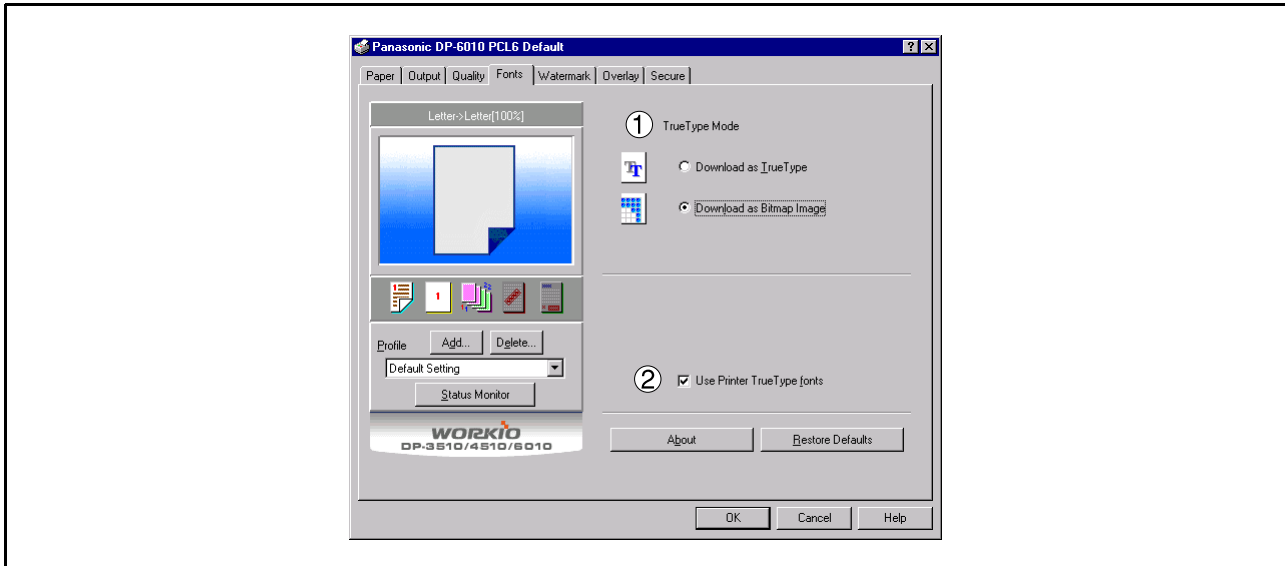 Panasonic DP-6010 PCL6 Default
Paper Output Quality Fonts Watermark Overlay Secure
Letter->Letter[100%]
1 TrueType Mode
Download as TrueType
Download as Bitmap Image
1
Profile Add... Delete...
Default Setting
Status Monitor
2 Use Printer TrueType fonts
WORKIO
DP-3510/4510/6010
About Restore Defaults
OK Cancel Help